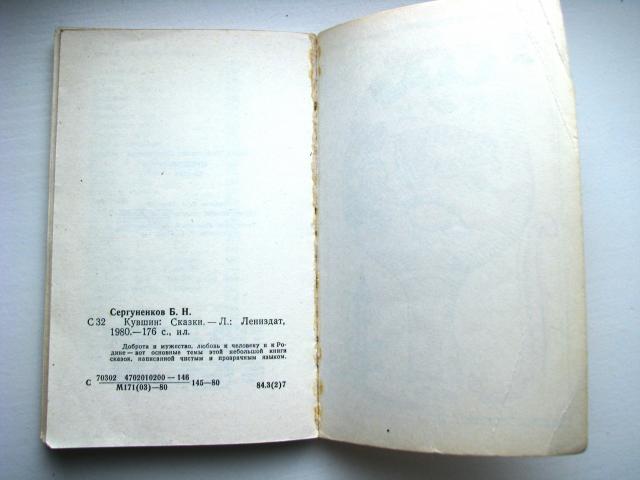 Сергуненков Б. Н.
С 32 Кувшин: Сказки. — Л.: Лениздат,
1980.—176 с., ил.
Доброта и мужество, любовь к человеку и к Ро-
дине — вот основные темы этой небольшой книги
сказок, написанной чистым и прозрачным языком.
70302 4702010200 — 146
С 145—80 84.3(2)7
М171(03)—80